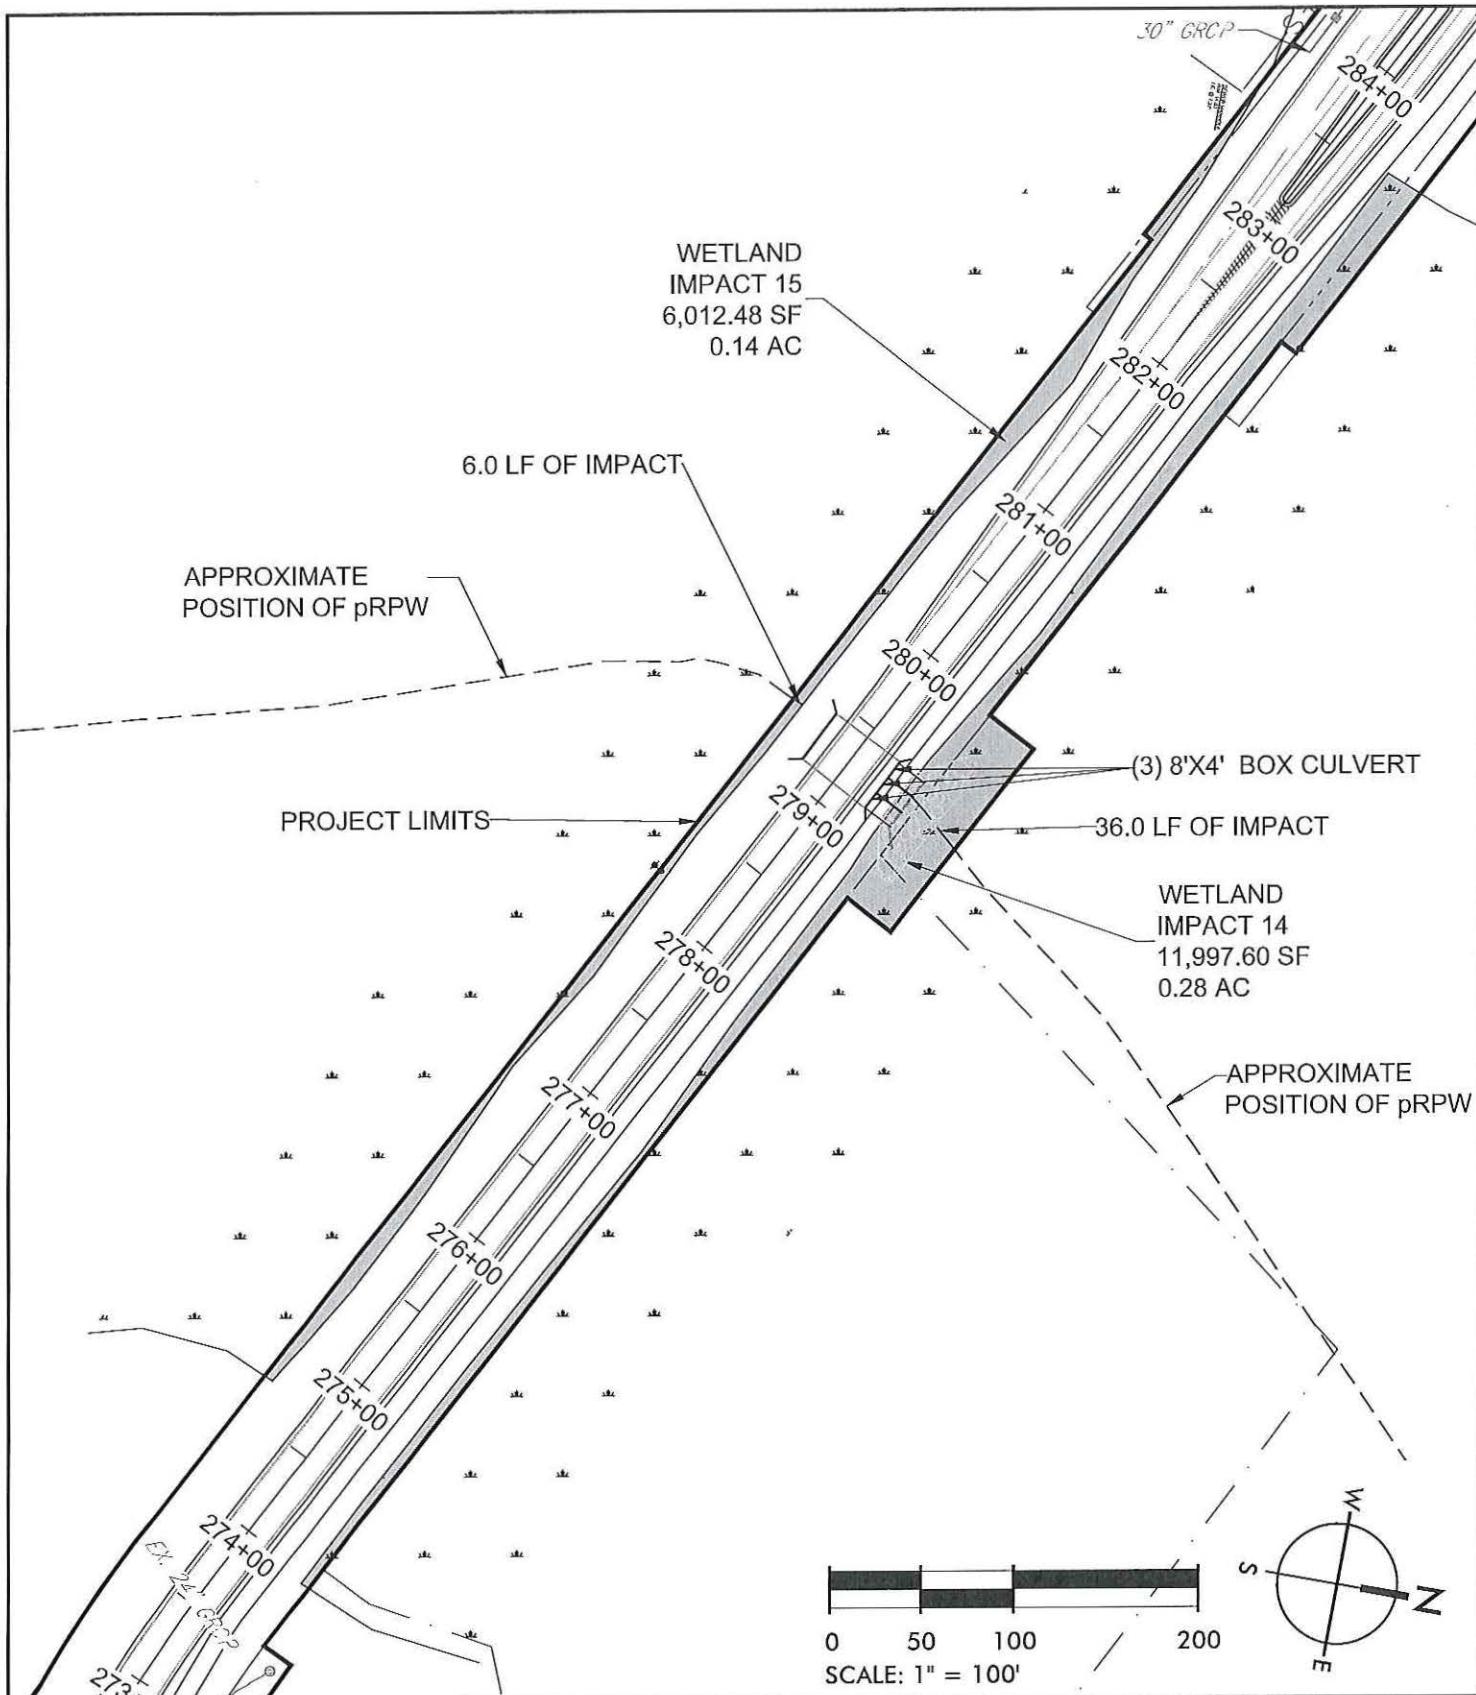 30" GRCP
284+00
283+00
WETLAND
IMPACT 15
6,012.48 SF
0.14 AC
282+00
6.0 LF OF IMPACT
281+00
APPROXIMATE
POSITION OF pRPW
280+00
(3) 8'X4' BOX CULVERT
279+00
PROJECT LIMITS
36.0 LF OF IMPACT
WETLAND
IMPACT 14
11,997.60 SF
0.28 AC
278+00
APPROXIMATE
POSITION OF pRPW
277+00
276+00
275+00
274+00
EX. 24" GRCP
273
W
S
N
E
0 50 100 200
SCALE: 1" = 100'